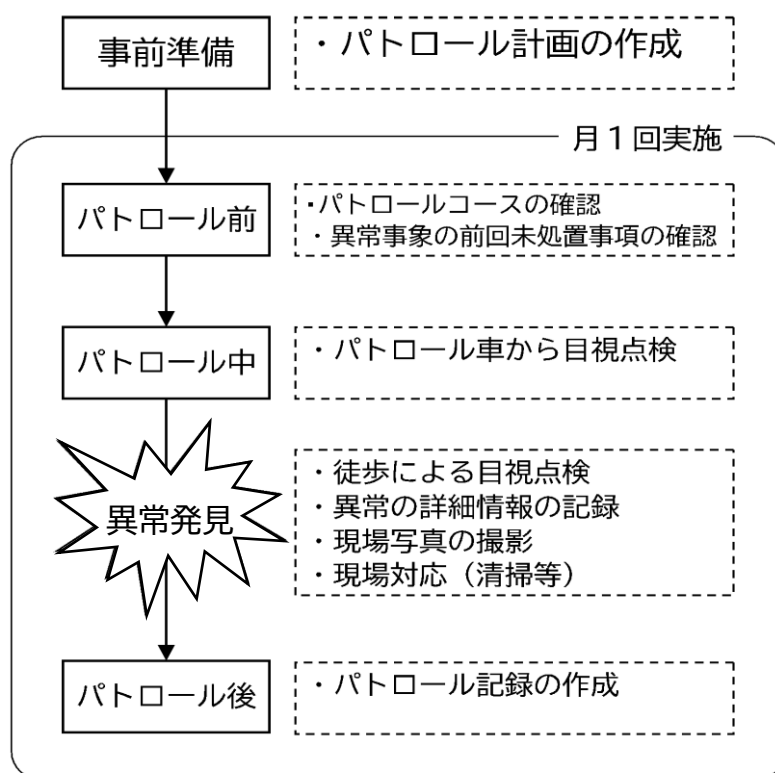 事前準備
・パトロール計画の作成
月１回実施
パトロール前
・パトロールコースの確認
・異常事象の前回未処置事項の確認
パトロール中
・パトロール車から目視点検
異常発見
・徒歩による目視点検
・異常の詳細情報の記録
・現場写真の撮影
・現場対応（清掃等）
パトロール後
・パトロール記録の作成